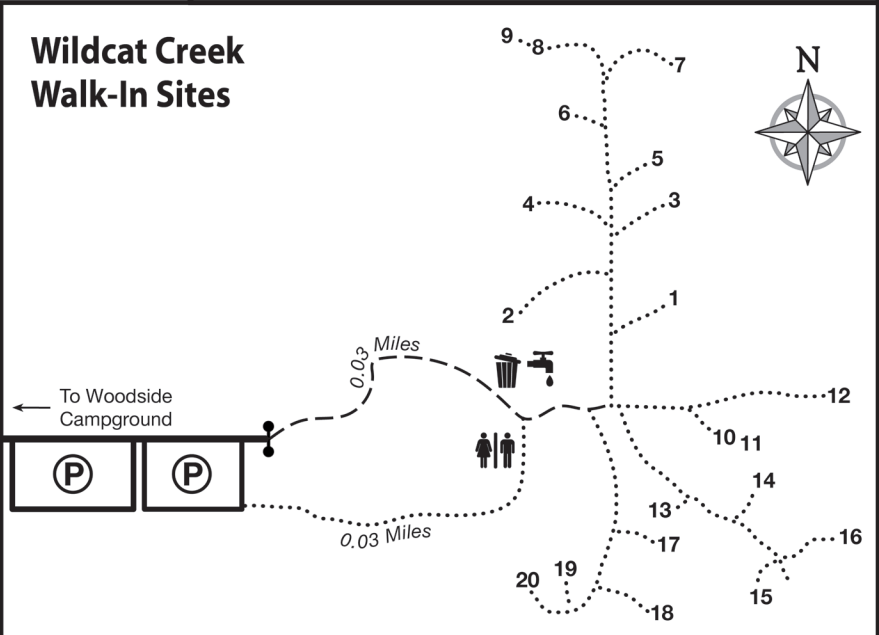 Wildcat Creek
Walk-In Sites
N
9
8
7
6
5
4
3
2
1
0.03 Miles
To Woodside
Campground
12
10 11
P
P
14
13
0.03 Miles
17
16
19
20
15
18